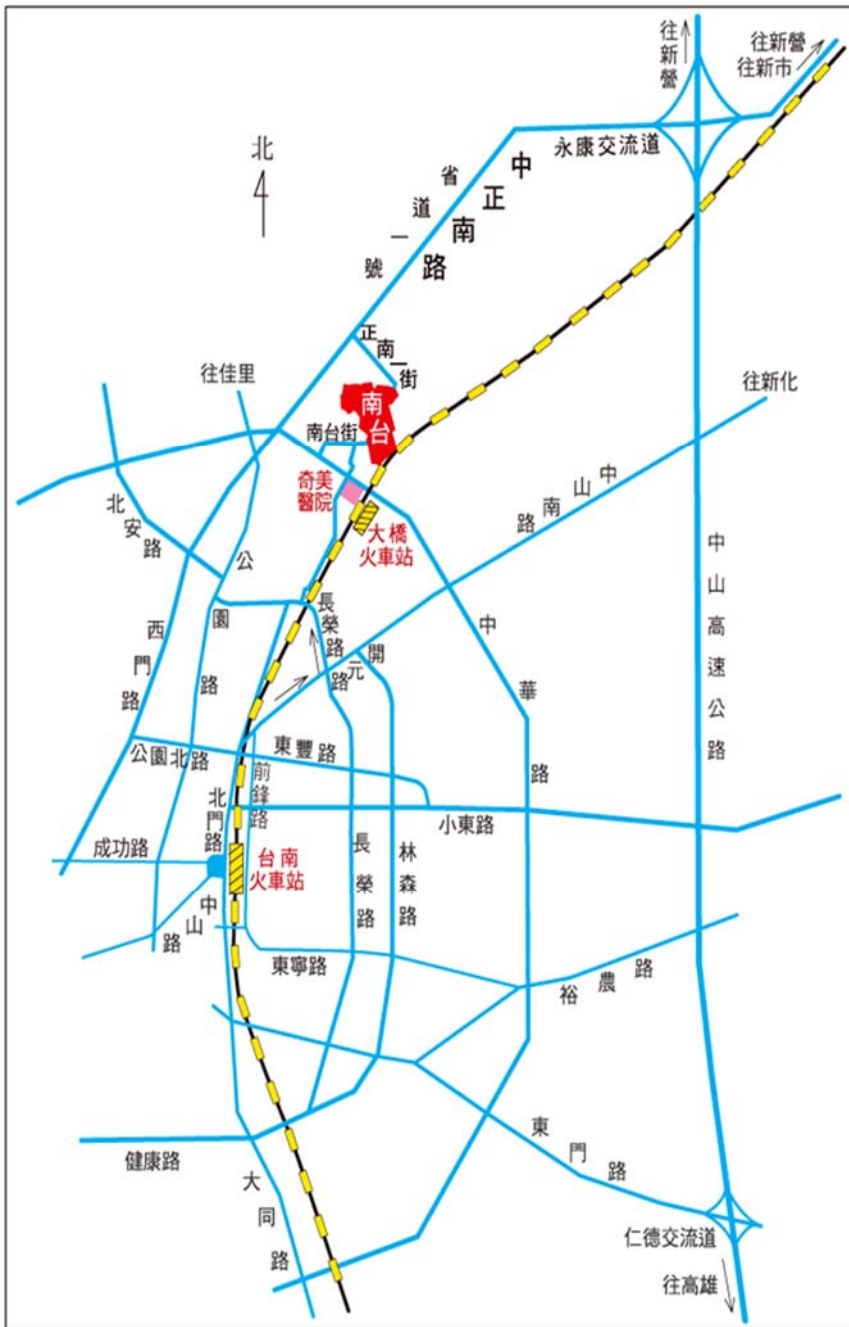 往新營
往新營
往新市
北
永康交流道
省道一號
中正南路
正南一街
往佳里
南台
南台街
往新化
奇美
醫院
大橋
火車站
北安路
中山南路
公園路
長榮路
中山高速公路
西門路
開元路
中華路
公園北路
東豐路
北門路
前鋒路
小東路
成功路
台南
火車站
長榮路
林森路
中山路
東寧路
裕農路
健康路
東門路
大同路
仁德交流道
往高雄